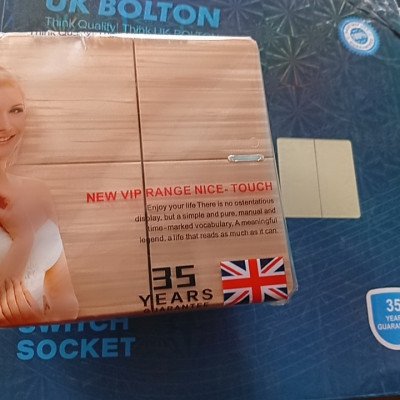 UK BOLTON
Think Quality! Think UK BOLTON
NEW VIP RANGE NICE-TOUCH
Enjoy your life There is no ostentatious
display, but a simple and pure, manual and
time-marked vocabulary, A meaningful
legend, a life that reads as much as it can.
35
YEARS
GUARANTEE
SWITCH
SOCKET
35
YEAR
GUARAN